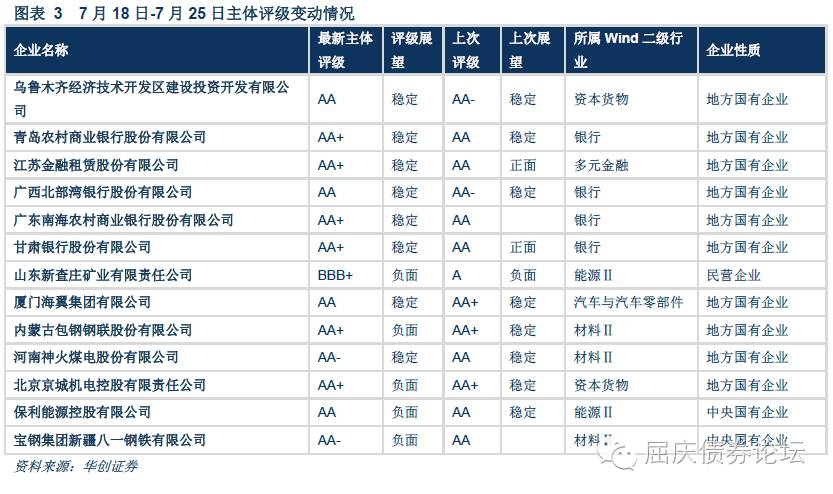 图表 3 7 月 18 日-7 月 25 日主体评级变动情况
企业名称 最新主体评级 评级展望 上次评级 上次展望 所属 Wind 二级行业 企业性质
乌鲁木齐经济技术开发区建设投资开发有限公司 AA 稳定 AA- 稳定 资本货物 地方国有企业
青岛农村商业银行股份有限公司 AA+ 稳定 AA 稳定 银行 地方国有企业
江苏金融租赁股份有限公司 AA+ 稳定 AA 正面 多元金融 地方国有企业
广西北部湾银行股份有限公司 AA 稳定 AA- 稳定 银行 地方国有企业
广东南海农村商业银行股份有限公司 AA+ 稳定 AA 银行 地方国有企业
甘肃银行股份有限公司 AA+ 稳定 AA 正面 银行 地方国有企业
山东新查庄矿业有限责任公司 BBB+ 负面 A 负面 能源Ⅱ 民营企业
厦门海翼集团有限公司 AA 稳定 AA+ 稳定 汽车与汽车零部件 地方国有企业
内蒙古包钢钢联股份有限公司 AA+ 负面 AA+ 稳定 材料Ⅱ 地方国有企业
河南神火煤电股份有限公司 AA- 稳定 AA 稳定 材料Ⅱ 地方国有企业
北京京城机电控股有限责任公司 AA+ 负面 AA+ 稳定 资本货物 地方国有企业
保利能源控股有限公司 AA 负面 AA 稳定 能源Ⅱ 中央国有企业
宝钢集团新疆八一钢铁有限公司 AA- 负面 AA 材料Ⅱ 中央国有企业
资料来源：华创证券
屈庆债券论坛